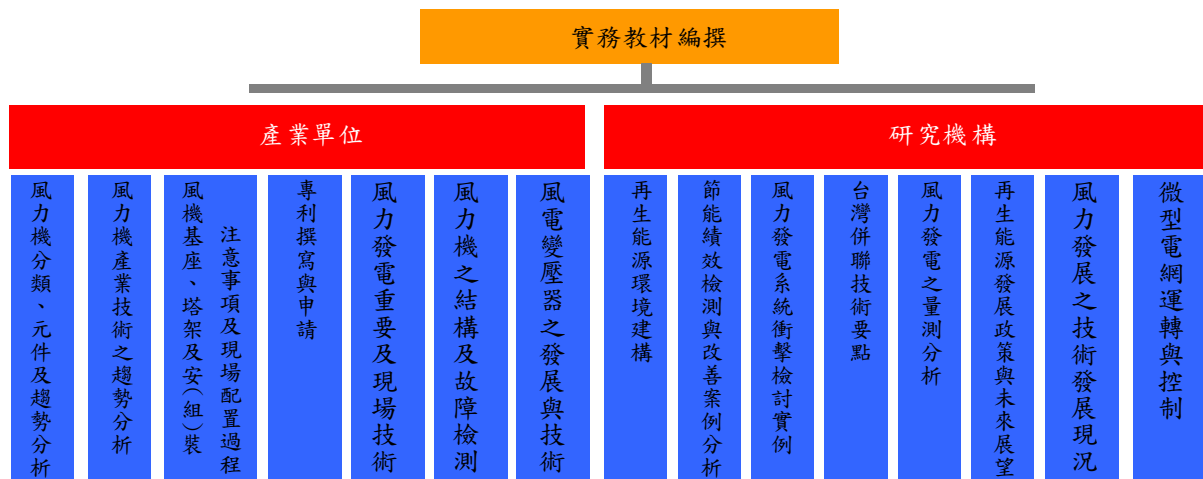 實務教材編撰
產業單位
研究機構
風力機分類、元件及趨勢分析
風力機產業技術之趨勢分析
風機基座、塔架及安(組)裝
注意事項及現場配置過程
專利撰寫與申請
風力發電重要及現場技術
風力機之結構及故障檢測
風電變壓器之發展與技術
再生能源環境建構
節能績效檢測與改善案例分析
風力發電系統衝擊檢討實例
台灣併聯技術要點
風力發電之量測分析
再生能源發展政策與未來展望
風力發展之技術發展現況
微型電網運轉與控制